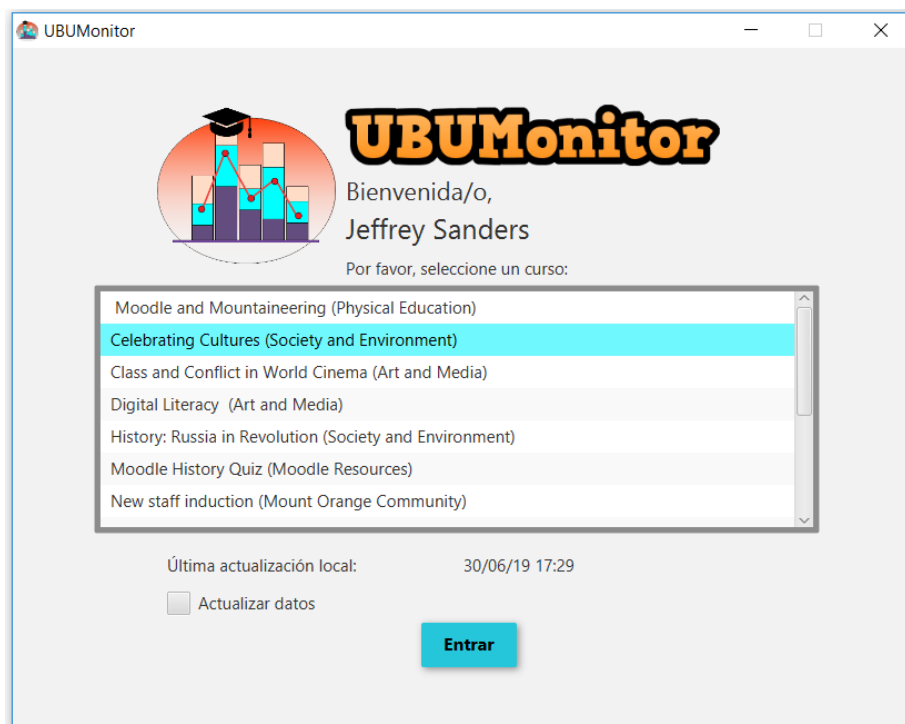 UBUMonitor
UBUMonitor
Bienvenida/o,
Jeffrey Sanders
Por favor, seleccione un curso:
Moodle and Mountaineering (Physical Education)
Celebrating Cultures (Society and Environment)
Class and Conflict in World Cinema (Art and Media)
Digital Literacy  (Art and Media)
History: Russia in Revolution (Society and Environment)
Moodle History Quiz (Moodle Resources)
New staff induction (Mount Orange Community)
Última actualización local: 30/06/19 17:29
Actualizar datos
Entrar